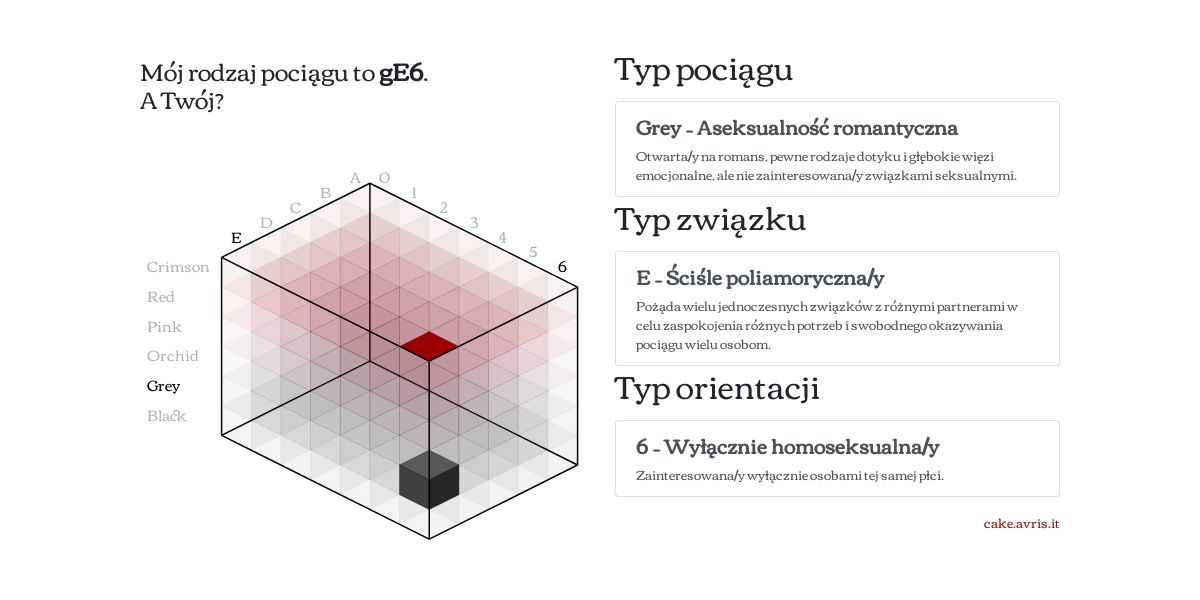 Mój rodzaj pociągu to gE6.
A Twój?
A O
B 1
C 2
D 3
E 4
5
6
Crimson
Red
Pink
Orchid
Grey
Black
Typ pociągu
Grey - Aseksualność romantyczna
Otwarta/y na romans, pewne rodzaje dotyku i głębokie więzi
emocjonalne, ale nie zainteresowana/y związkami seksualnymi.
Typ związku
E - Ściśle poliamoryczna/y
Pożąda wielu jednoczesnych związków z różnymi partnerami w
celu zaspokojenia różnych potrzeb i swobodnego okazywania
pociągu wielu osobom.
Typ orientacji
6 - Wyłącznie homoseksualna/y
Zainteresowana/y wyłącznie osobami tej samej płci.
cake.avris.it